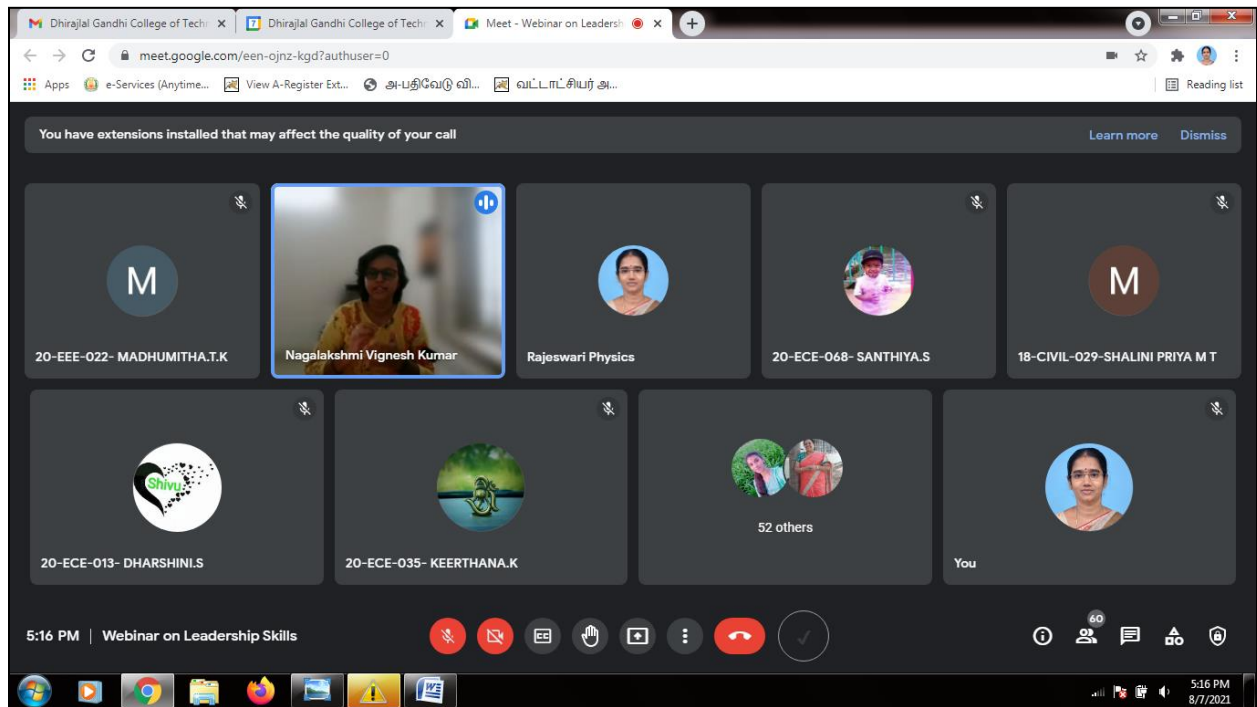 Dhirajlal Gandhi College of Techn
Dhirajlal Gandhi College of Techn
Meet - Webinar on Leadersh
meet.google.com/een-ojnz-kgd?authuser=0
Apps
e-Services (Anytime...
View A-Register Ext...
அ-பதிவேடு வி...
வட்டாட்சியர் அ...
Reading list
You have extensions installed that may affect the quality of your call
Learn more
Dismiss
M
Nagalakshmi Vignesh Kumar
M
20-EEE-022- MADHUMITHA.T.K
Rajeswari Physics
20-ECE-068- SANTHIYA.S
18-CIVIL-029-SHALINI PRIYA M T
Shivu
20-ECE-013- DHARSHINI.S
20-ECE-035- KEERTHANA.K
52 others
You
5:16 PM | Webinar on Leadership Skills
60
5:16 PM
8/7/2021